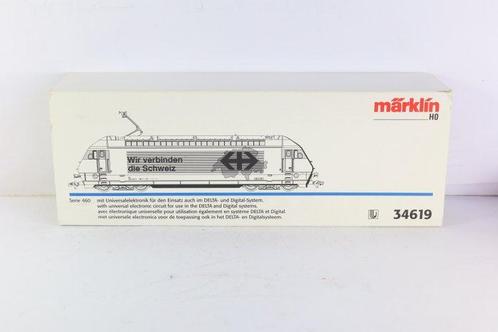 märklin
HO
Wir verbinden
die Schweiz
Serie 460 mit Universalelektronik für den Einsatz auch im DELTA- und Digital-System.
with universal electronic circuit for use in the DELTA and Digital systems.
avec électronique universelle pour utilisation également en système DELTA et Digital.
met universele electronica voor de toepassing ook in het DELTA- en Digitalsysteem.
34619